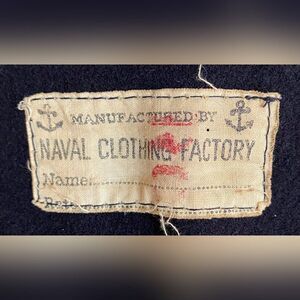 MANUFACTURED BY
NAVAL CLOTHING FACTORY
Name